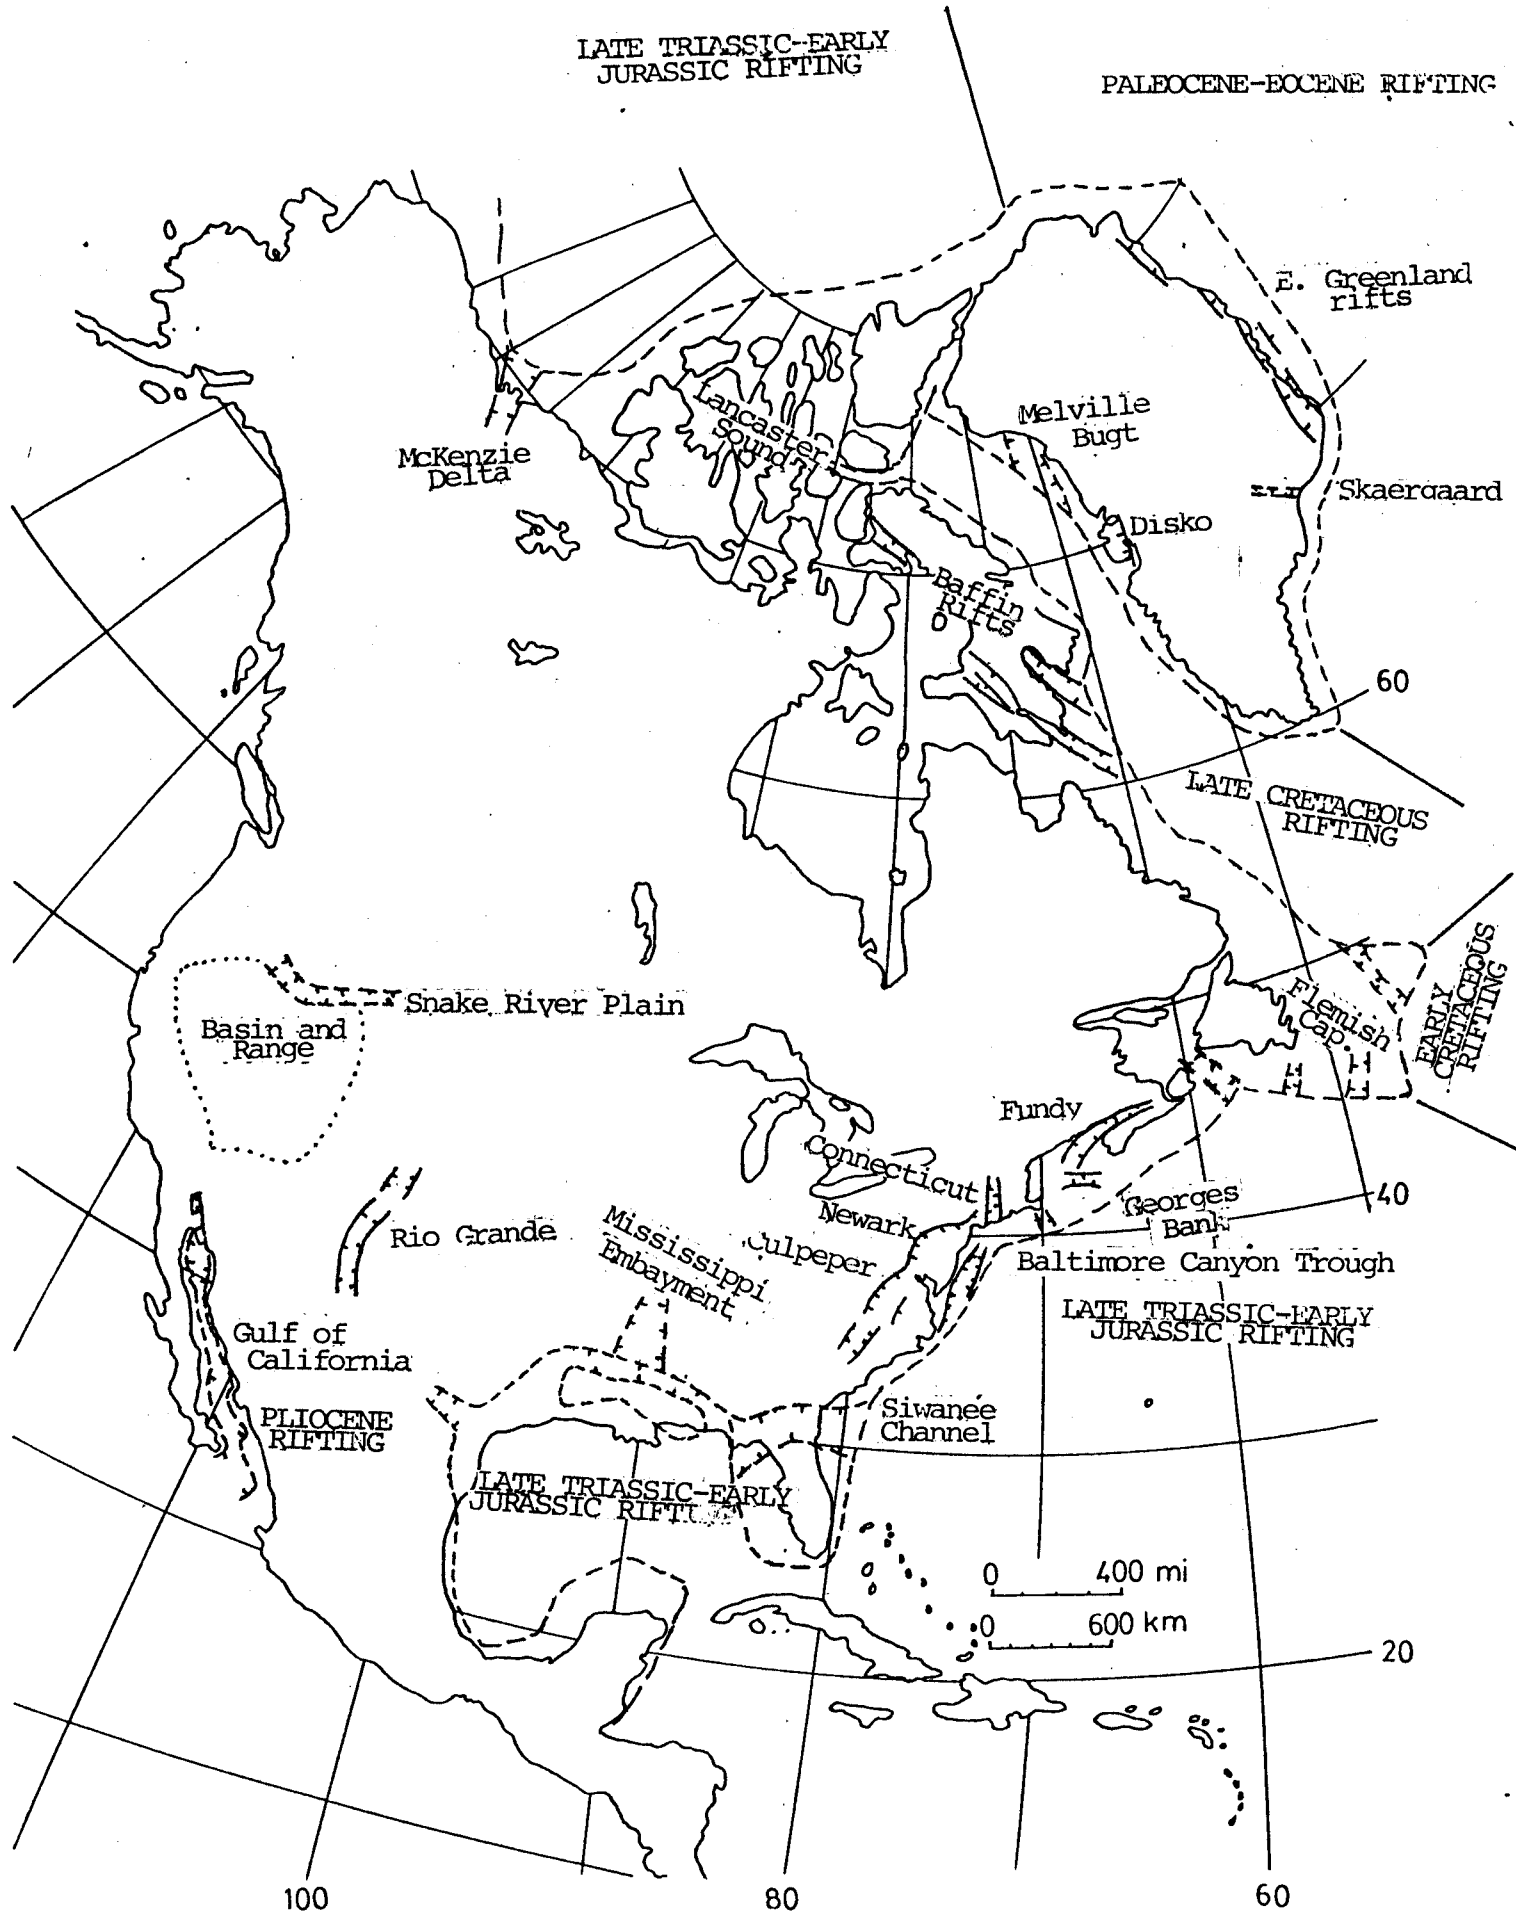 LATE TRIASSIC-EARLY
JURASSIC RIFTING
PALEOCENE-EOCENE RIFTING
E. Greenland
rifts
Melville
Bugt
Lancaster
Sound
McKenzie
Delta
Skaergaard
Disko
Baffin
Rifts
60
LATE CRETACEOUS
RIFTING
EARLY
CRETACEOUS
RIFTING
Flemish
Cap.
Snake River Plain
Basin and
Range
Fundy
Connecticut
Newark
Culpeper
Georges
Bank
40
Rio Grande
Mississippi
Embayment
Baltimore Canyon Trough
LATE TRIASSIC-EARLY
JURASSIC RIFTING
Gulf of
California
PLIOCENE
RIFTING
Siwanee
Channel
LATE TRIASSIC-EARLY
JURASSIC
0 400 mi
0 600 km
20
100
80
60